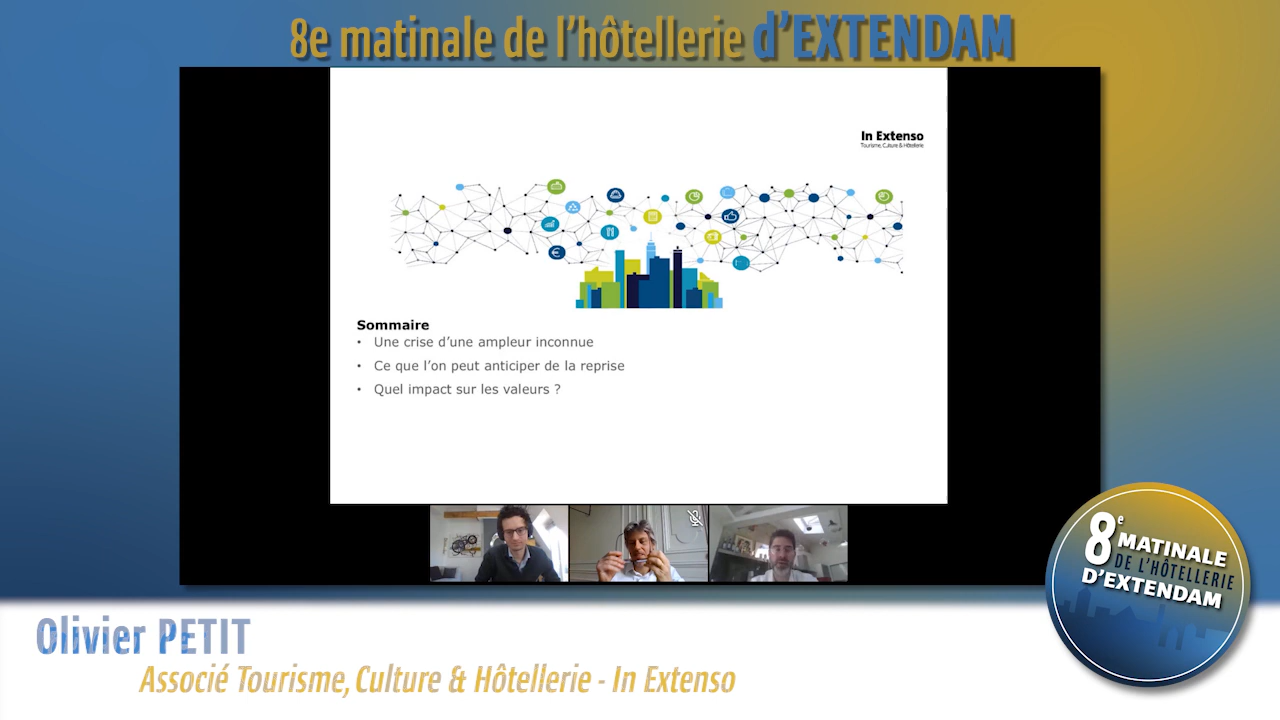 8e matinale de l'hôtellerie d'EXTENDAM
In Extenso
Tourisme, Culture & Hôtellerie
Sommaire
• Une crise d'une ampleur inconnue
• Ce que l'on peut anticiper de la reprise
• Quel impact sur les valeurs ?
8e MATINALE
DE L'HÔTELLERIE
D'EXTENDAM
Olivier PETIT
Associé Tourisme, Culture & Hôtellerie - In Extenso